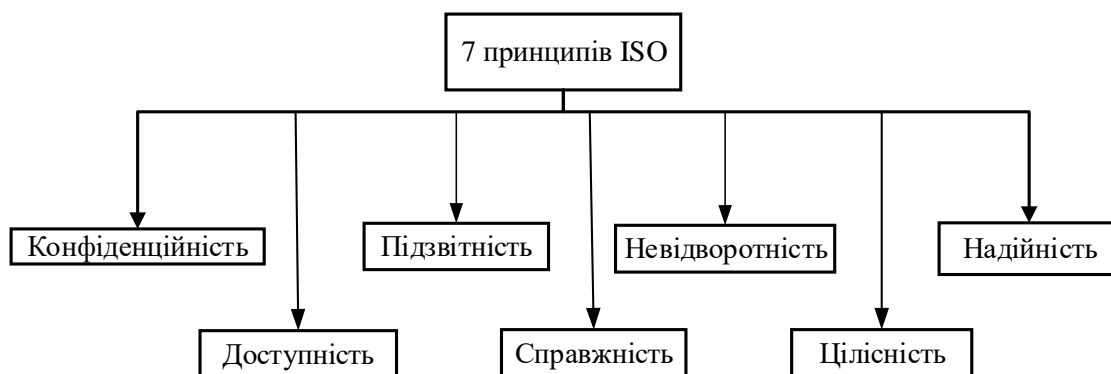 7 принципів ISO
Конфіденційність
Підзвітність
Невідворотність
Надійність
Доступність
Справжність
Цілісність